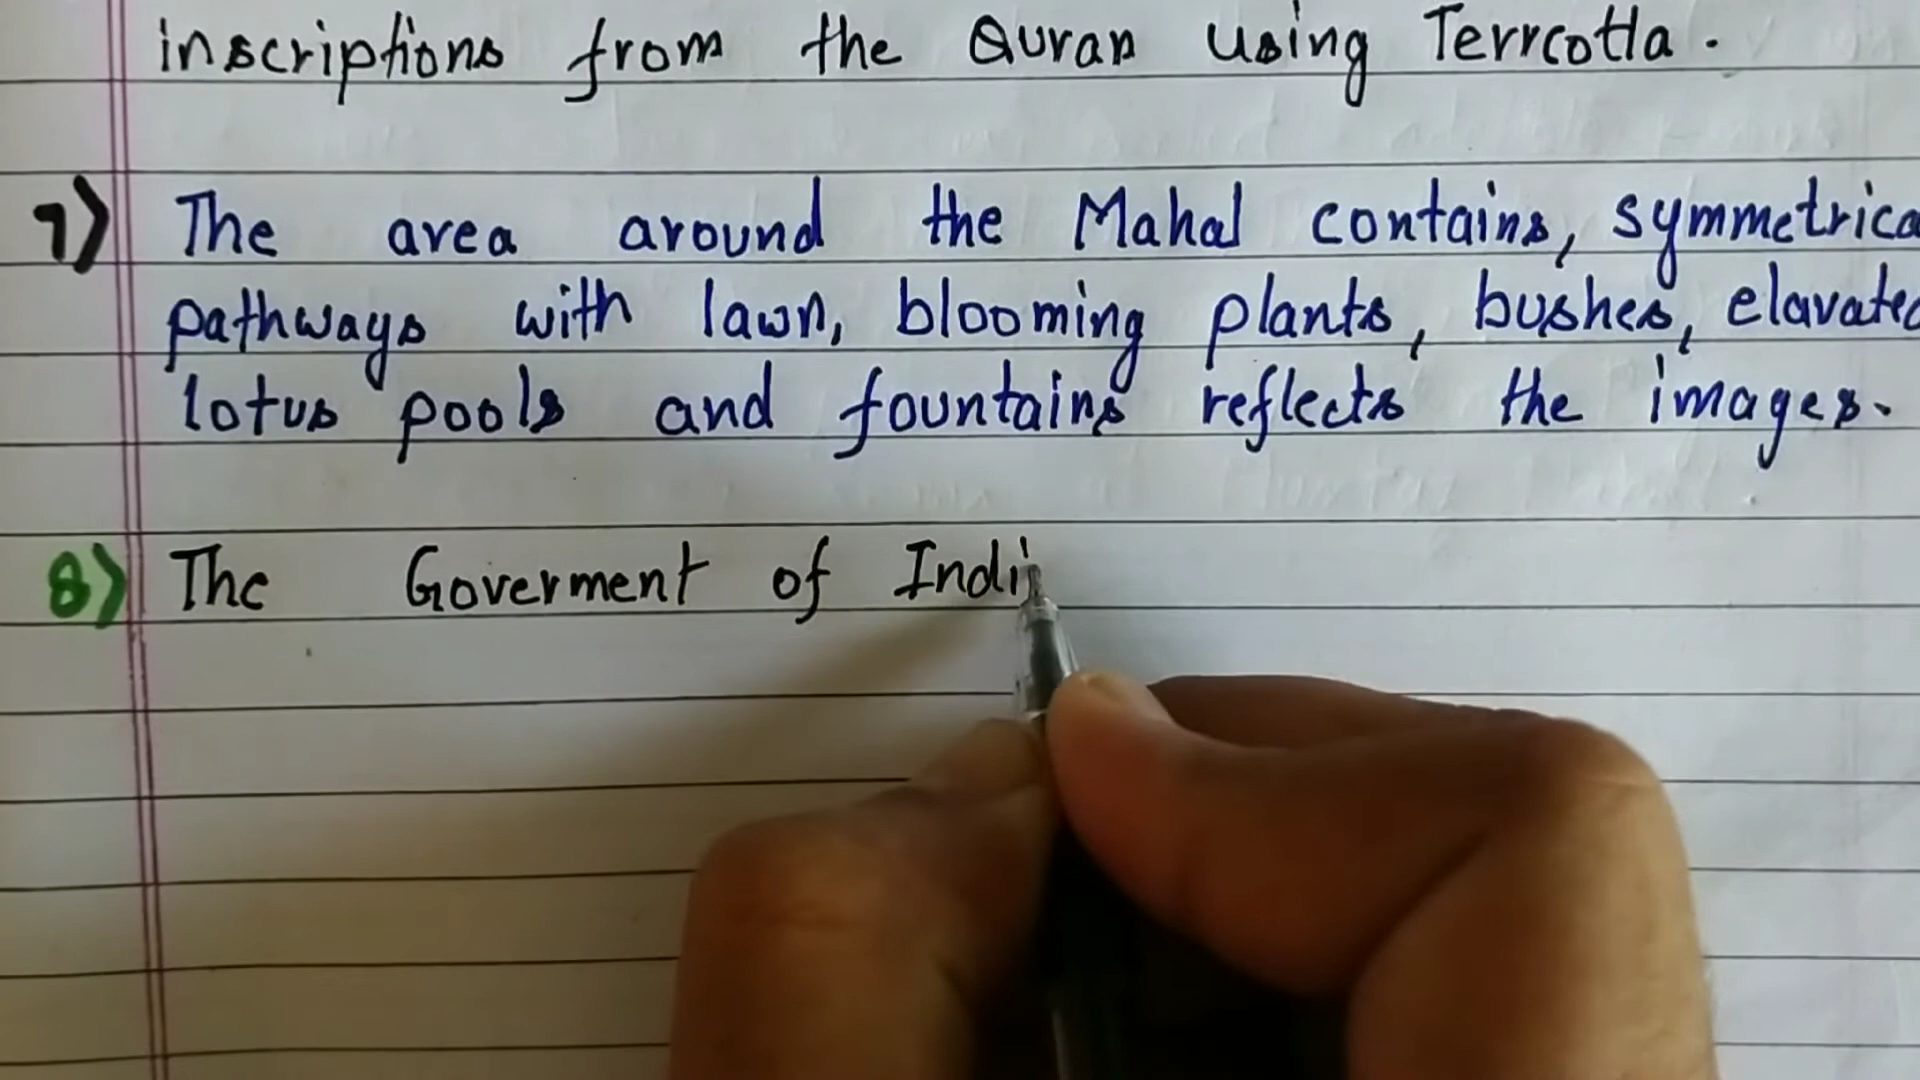 inscriptions from the Quran using Terrcotta.
7) The area around the Mahal contains, symmetrica
pathways with lawn, blooming plants, bushes, elavated
lotus pools and fountains reflects the images.
8) The Goverment of Indi